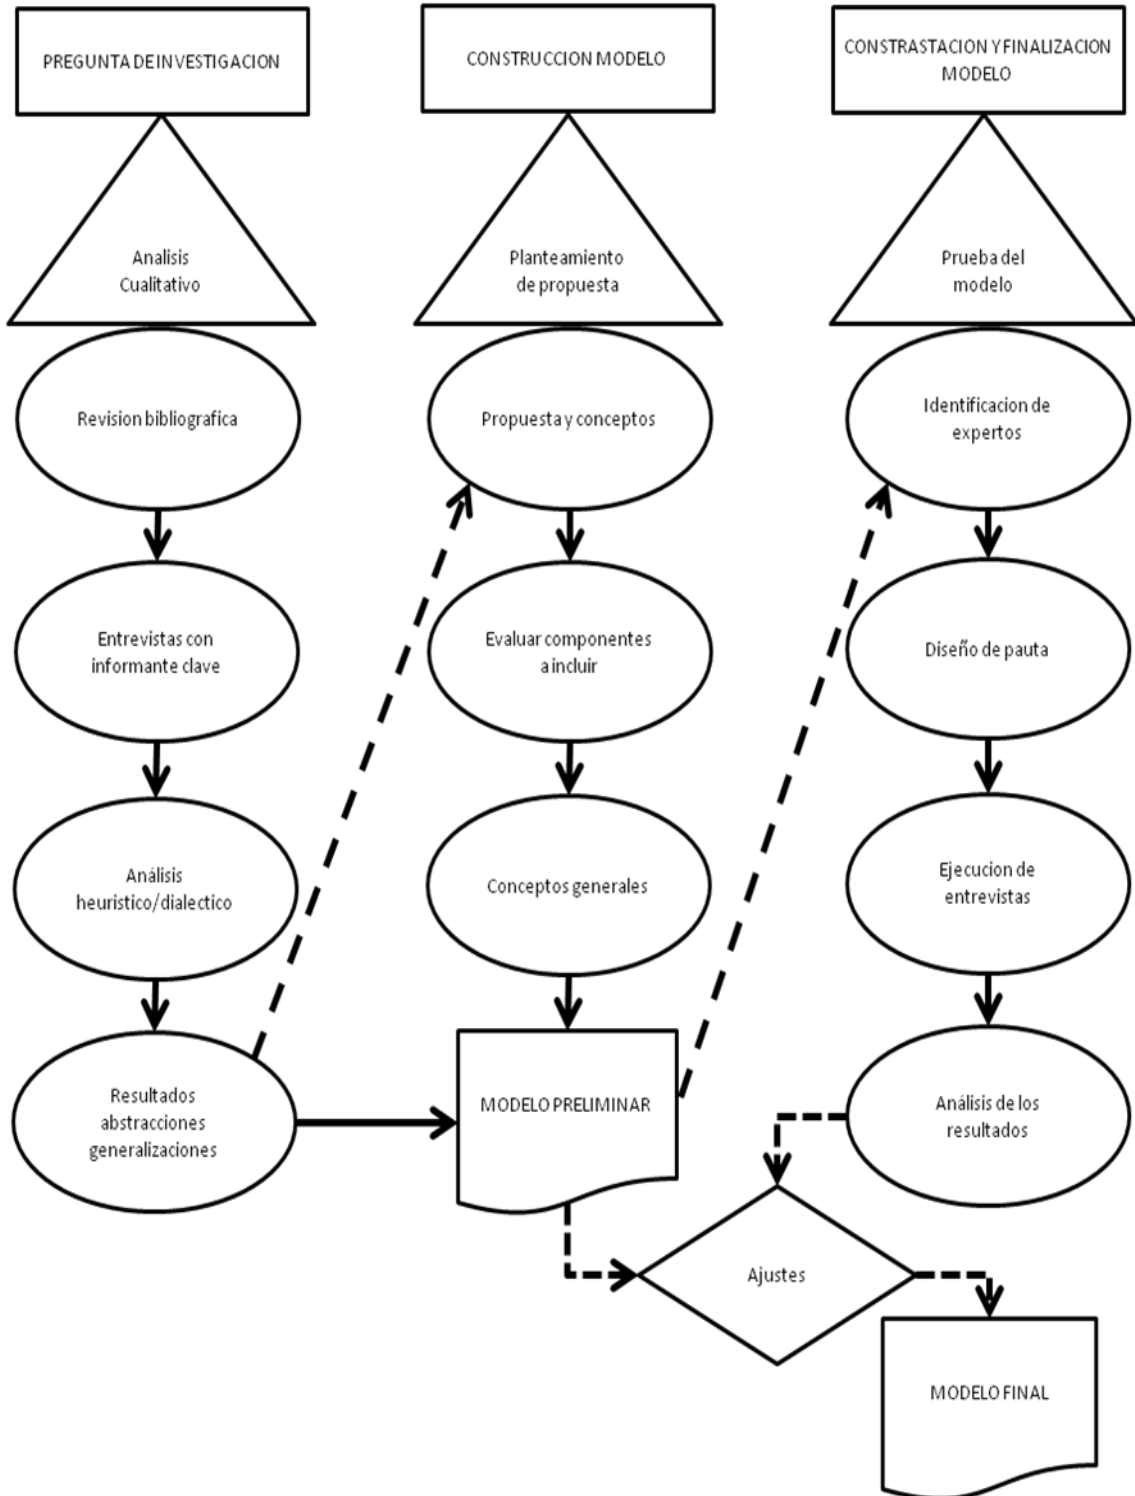 PREGUNTA DE INVESTIGACION
Analisis
Cualitativo
Revision bibliografica
Entrevistas con
informante clave
Análisis
heuristico/dialectico
Resultados
abstracciones
generalizaciones
CONSTRUCCION MODELO
Planteamiento
de propuesta
Propuesta y conceptos
Evaluar componentes
a incluir
Conceptos generales
MODELO PRELIMINAR
CONSTRASTACION Y FINALIZACION
MODELO
Prueba del
modelo
Identificacion de
expertos
Diseño de pauta
Ejecucion de
entrevistas
Análisis de los
resultados
Ajustes
MODELO FINAL